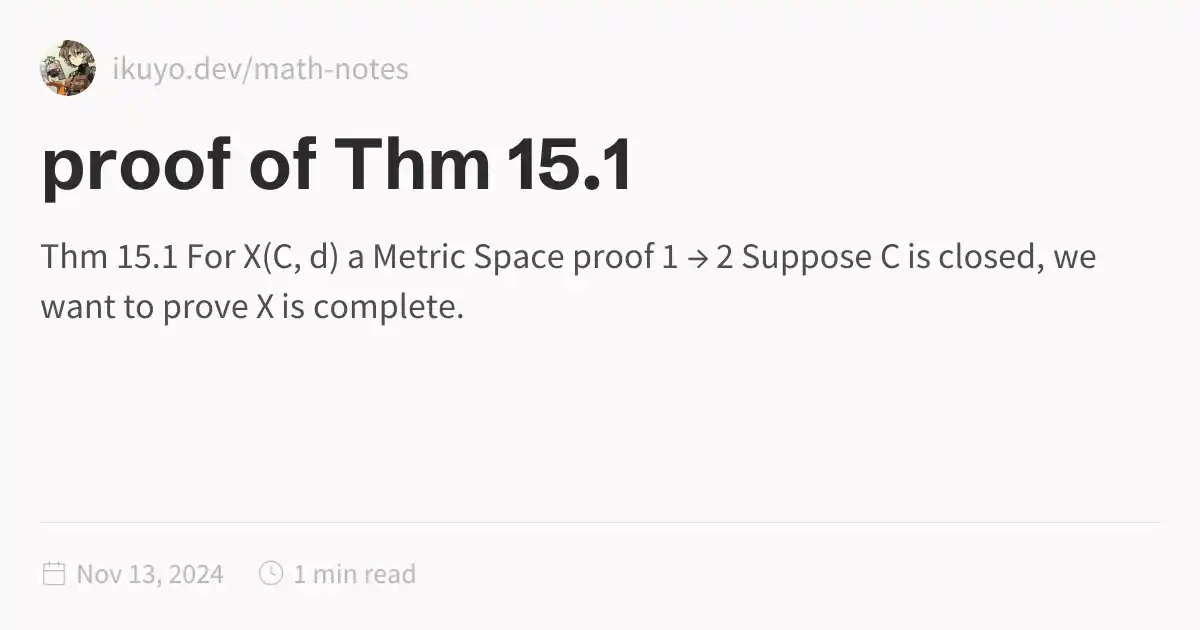 ikuyo.dev/math-notes
proof of Thm 15.1
Thm 15.1 For X(C, d) a Metric Space proof 1 → 2 Suppose C is closed, we
want to prove X is complete.
Nov 13, 2024 1 min read